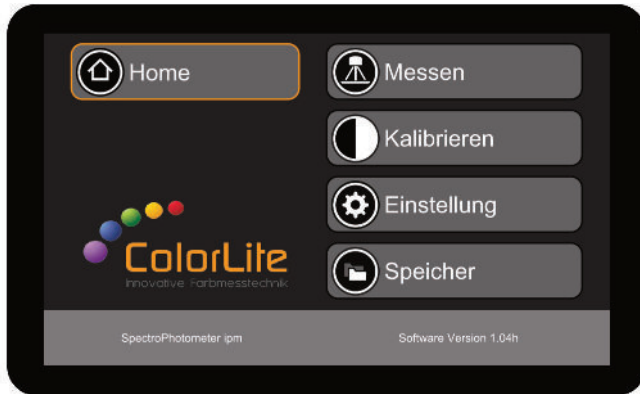 Home
Messen
Kalibrieren
Einstellung
Speicher
ColorLite
Innovative Farbmesstechnik
SpectroPhotometer ipm
Software Version 1.04h